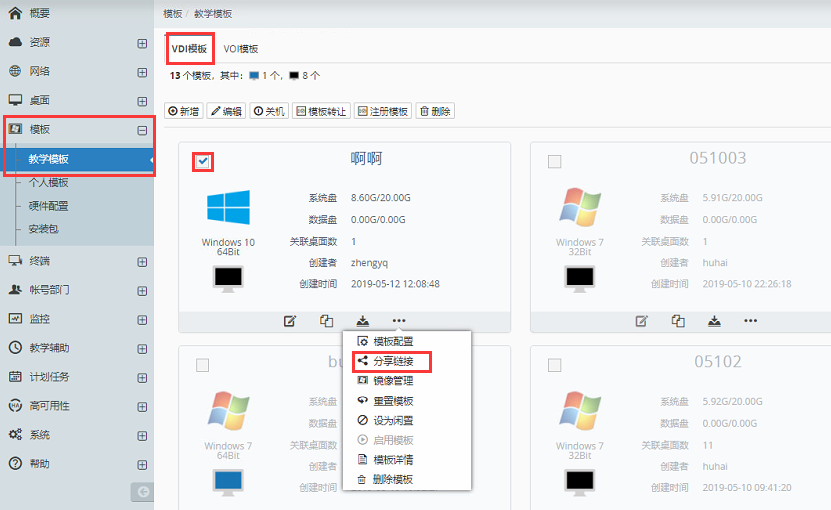 概要
资源
网络
桌面
模板
教学模板
个人模板
硬件配置
安装包
终端
帐号部门
监控
教学辅助
计划任务
高可用性
系统
帮助
模板 / 教学模板
VDI模板 VOI模板
13 个模板，其中： 1 个， 8 个
新增 编辑 关机 模板转让 注册模板 删除
啊啊
Windows 10
64Bit
系统盘 8.60G/20.00G
数据盘 0.00G/0.00G
关联桌面数 1
创建者 zhengyq
创建时间 2019-05-12 12:08:48
051003
Windows 7
32Bit
系统盘 5.91G/20.00G
数据盘 0.00G/0.00G
关联桌面数 1
创建者 huhai
创建时间 2019-05-10 22:26:18
模板配置
分享链接
镜像管理
重置模板
设为闲置
启用模板
模板详情
删除模板
Windows 7
64Bit
系统盘
数据盘
关联桌面数
创建者
创建时间
05102
Windows 7
32Bit
系统盘 5.92G/20.00G
数据盘 0.00G/0.00G
关联桌面数 11
创建者 huhai
创建时间 2019-05-10 09:41:20